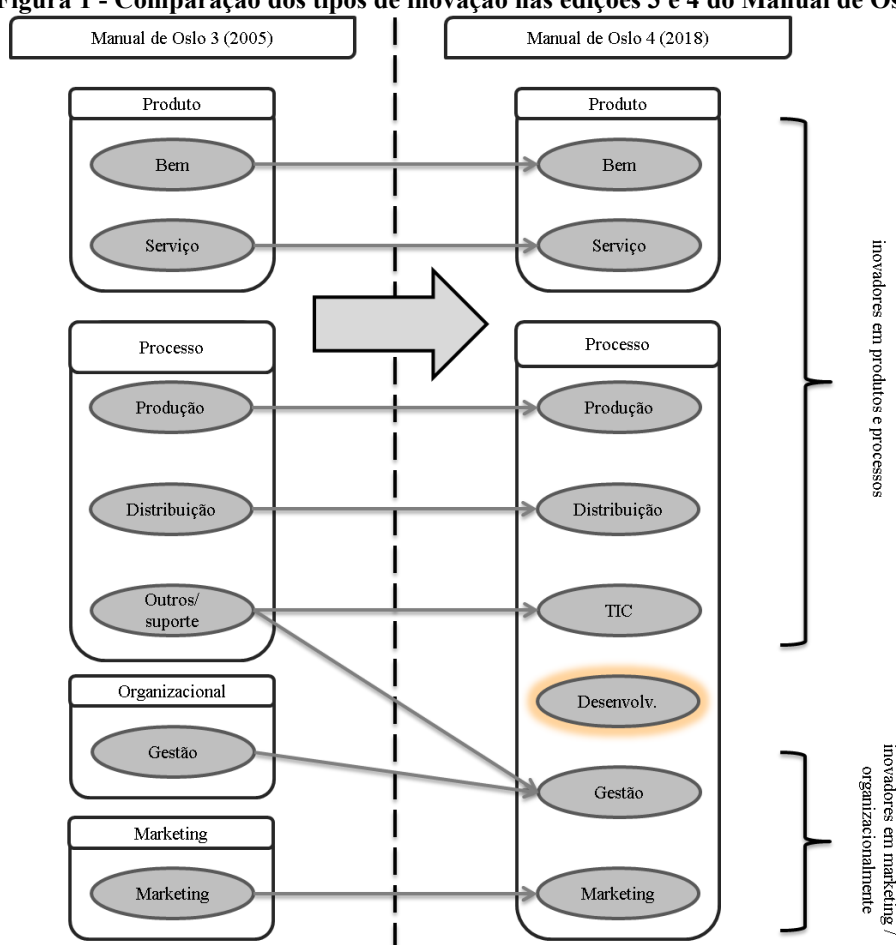 Figura 1 - Comparação dos tipos de inovação nas edições 3 e 4 do Manual de
Manual de Oslo 3 (2005)
Manual de Oslo 4 (2018)
Produto
Bem
Serviço
Processo
Produção
Distribuição
Outros/
suporte
Organizacional
Gestão
Marketing
Marketing
Produto
Bem
Serviço
Processo
Produção
Distribuição
TIC
Desenvolv.
Gestão
Marketing
inovadores em produtos e processos
inovadores em marketing /
organizacionalmente